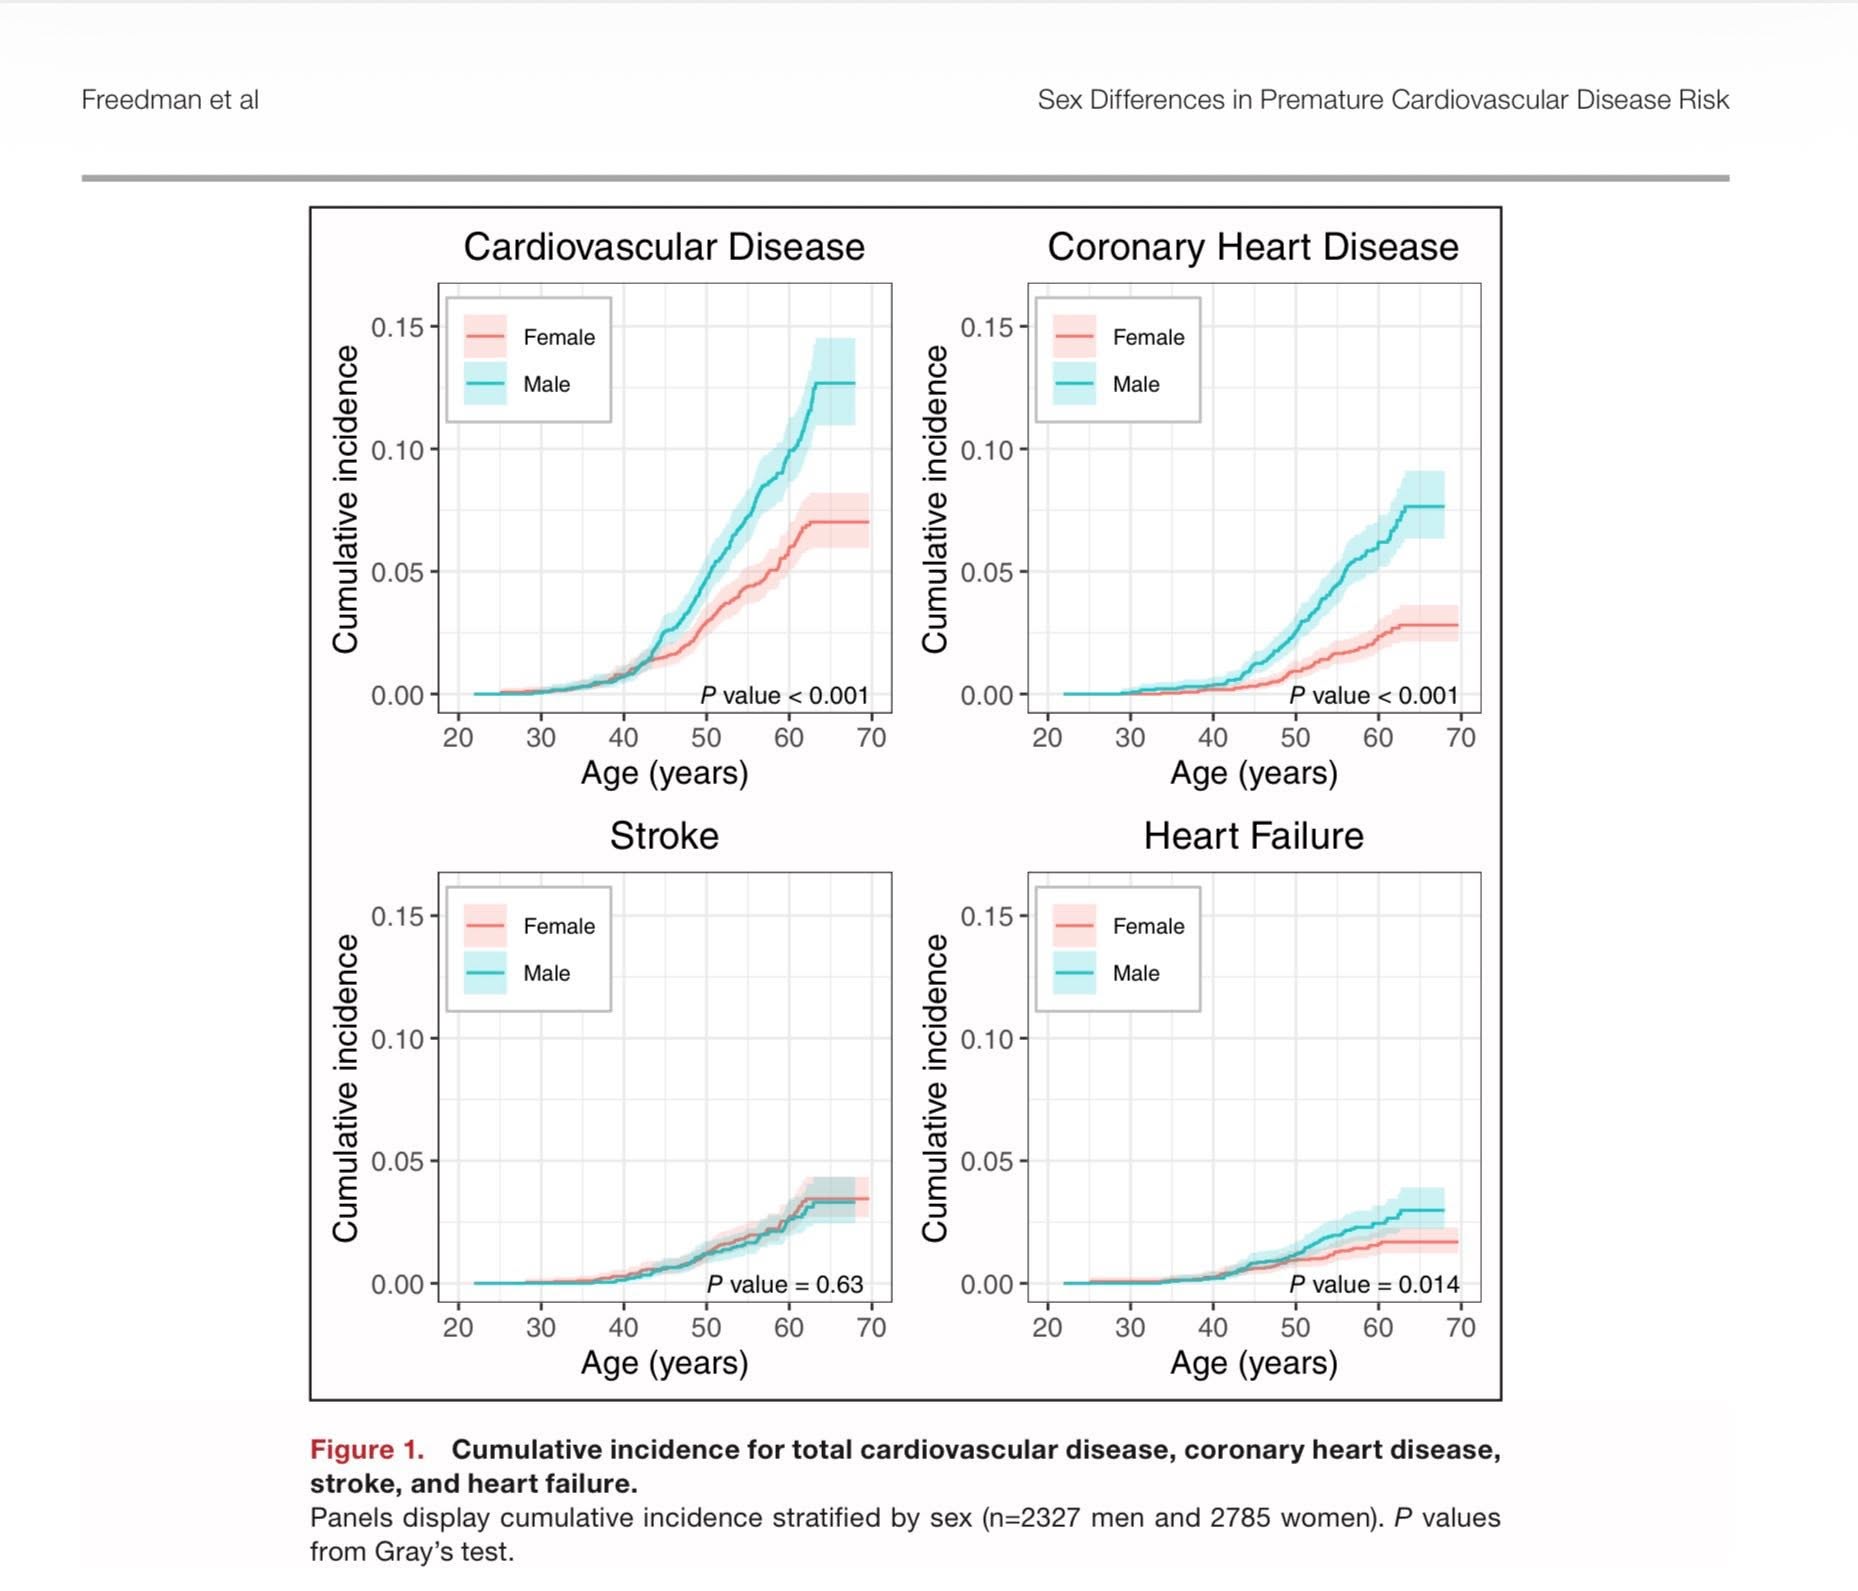 Freedman et al
Sex Differences in Premature Cardiovascular Disease Risk
Cardiovascular Disease
Cumulative incidence
0.15
0.10
0.05
0.00
Female
Male
P value < 0.001
20 30 40 50 60 70
Age (years)
Coronary Heart Disease
Cumulative incidence
0.15
0.10
0.05
0.00
Female
Male
P value < 0.001
20 30 40 50 60 70
Age (years)
Stroke
Cumulative incidence
0.15
0.10
0.05
0.00
Female
Male
P value = 0.63
20 30 40 50 60 70
Age (years)
Heart Failure
Cumulative incidence
0.15
0.10
0.05
0.00
Female
Male
P value = 0.014
20 30 40 50 60 70
Age (years)
Figure 1. Cumulative incidence for total cardiovascular disease, coronary heart disease,
stroke, and heart failure.
Panels display cumulative incidence stratified by sex (n=2327 men and 2785 women). P values
from Gray’s test.